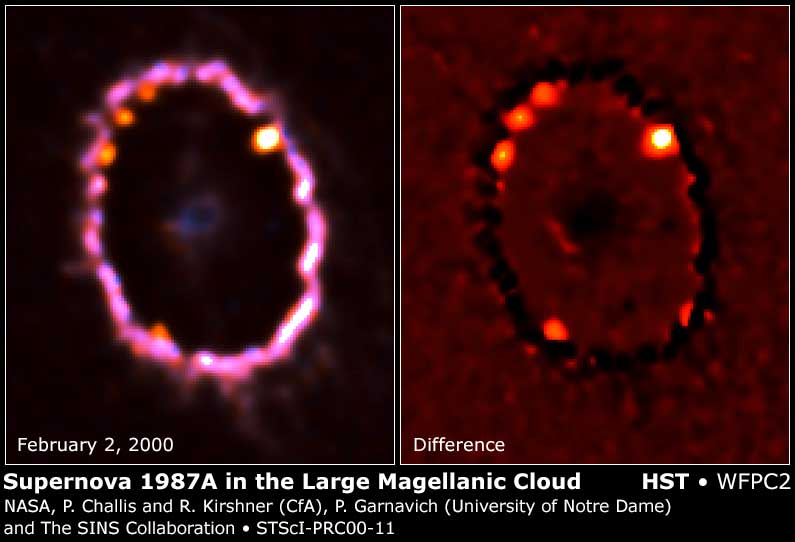 February 2, 2000
Difference
Supernova 1987A in the Large Magellanic Cloud HST • WFPC2
NASA, P. Challis and R. Kirshner (CfA), P. Garnavich (University of Notre Dame)
and The SINS Collaboration • STScI-PRC00-11